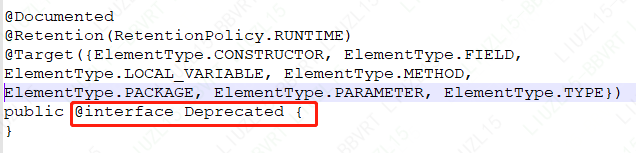 @Documented
@Retention(RetentionPolicy.RUNTIME)
@Target({ElementType.CONSTRUCTOR, ElementType.FIELD,
ElementType.LOCAL_VARIABLE, ElementType.METHOD,
ElementType.PACKAGE, ElementType.PARAMETER, ElementType.TYPE})
public @interface Deprecated {
}